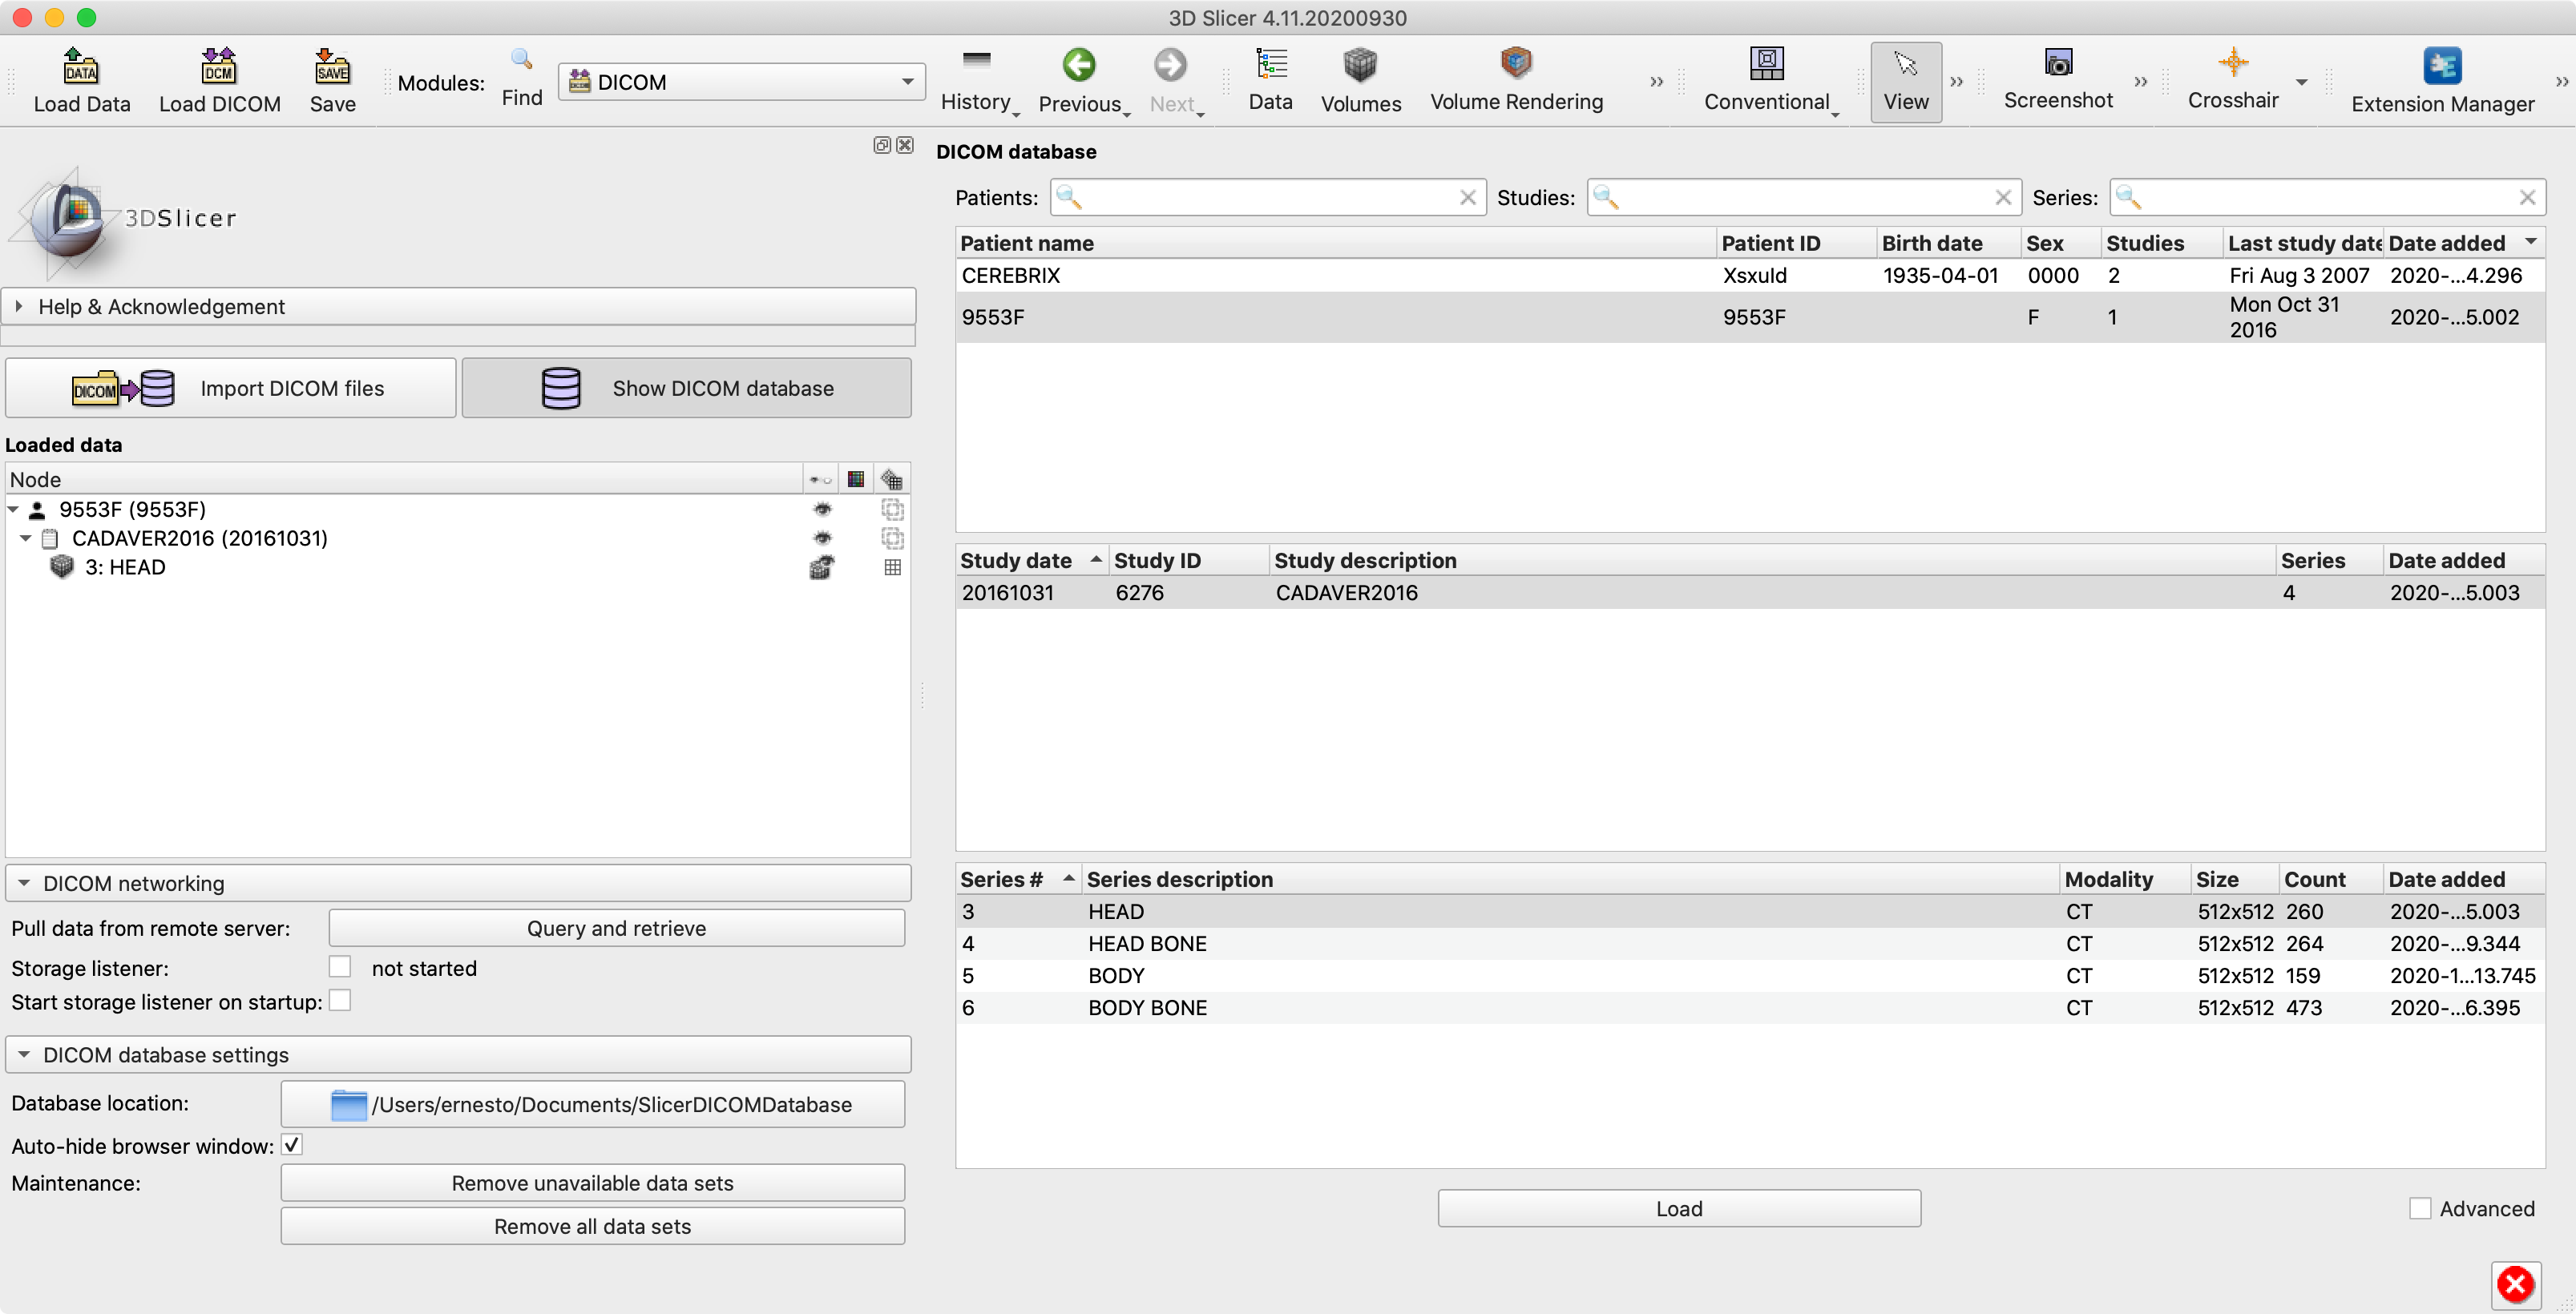 3D Slicer 4.11.20200930
DATA DCM SAVE
Load Data Load DICOM Save Modules: Find DICOM History Previous Next Data Volumes Volume Rendering » Conventional View » Screenshot » Crosshair Extension Manager »
3DSlicer
Help & Acknowledgement
DICOM Import DICOM files Show DICOM database
Loaded data
Node
9553F (9553F)
CADAVER2016 (20161031)
3: HEAD
DICOM networking
Pull data from remote server: Query and retrieve
Storage listener: not started
Start storage listener on startup:
DICOM database settings
Database location: /Users/ernesto/Documents/SlicerDICOMDatabase
Auto-hide browser window:
Maintenance: Remove unavailable data sets
Remove all data sets
DICOM database
Patients: Studies: Series:
Patient name Patient ID Birth date Sex Studies Last study date Date added
CEREBRIX Xsxuld 1935-04-01 0000 2 Fri Aug 3 2007 2020-...4.296
9553F 9553F F 1 Mon Oct 31 2016 2020-...5.002
Study date Study ID Study description Series Date added
20161031 6276 CADAVER2016 4 2020-...5.003
Series # Series description Modality Size Count Date added
3 HEAD CT 512x512 260 2020-...5.003
4 HEAD BONE CT 512x512 264 2020-...9.344
5 BODY CT 512x512 159 2020-1...13.745
6 BODY BONE CT 512x512 473 2020-...6.395
Load Advanced